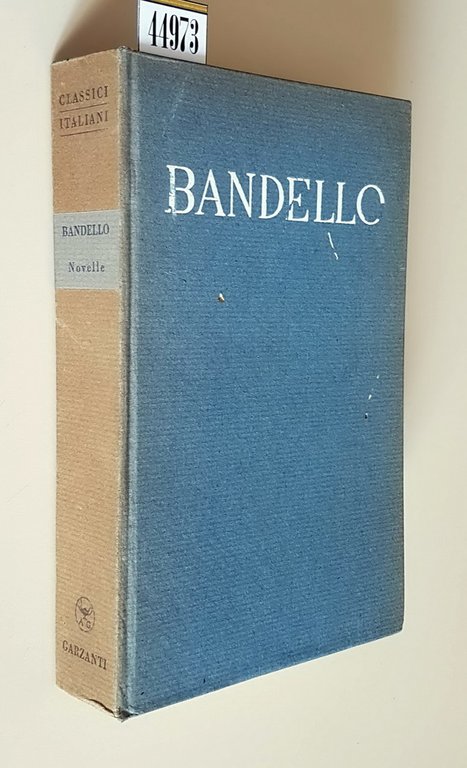 44973
CLASSICI
ITALIANI
BANDELLO
Novelle
A G
GARZANTI
BANDELLO